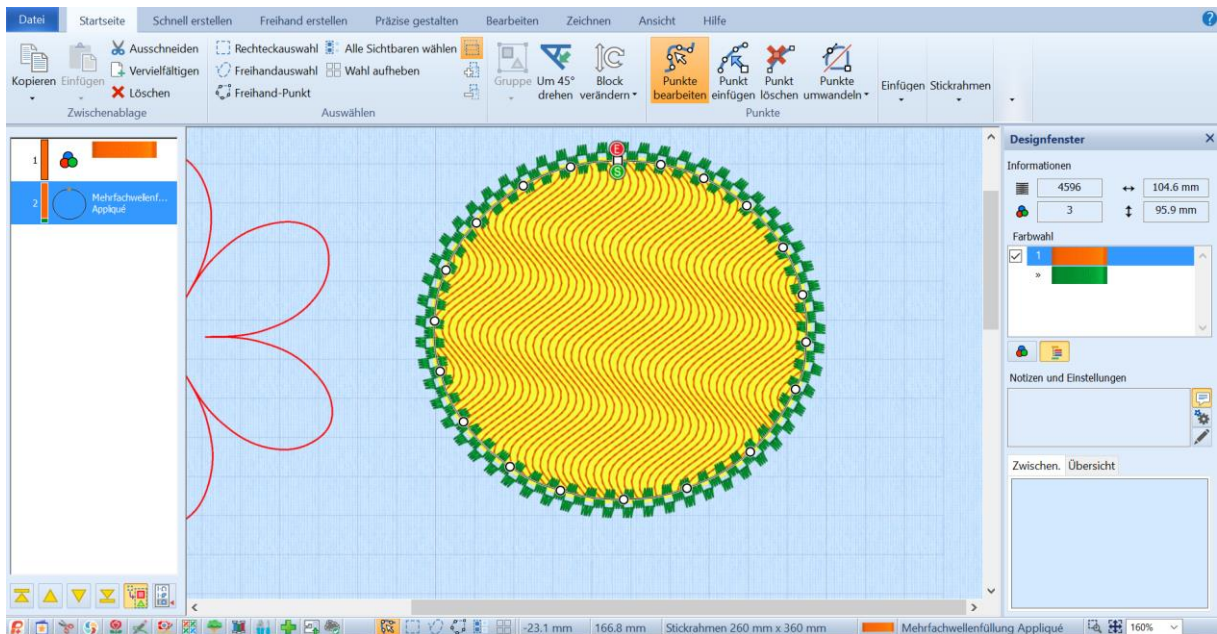 Datei Startseite Schnell erstellen Freihand erstellen Präzise gestalten Bearbeiten Zeichnen Ansicht Hilfe
Kopieren
Einfügen
Ausschneiden
Vervielfältigen
Löschen
Zwischenablage
Rechteckauswahl
Alle Sichtbaren wählen
Freihandauswahl
Wahl aufheben
Freihand-Punkt
Auswählen
Gruppe
Um 45° drehen
Block verändern
Punkte bearbeiten
Punkt einfügen
Punkt löschen
Punkte umwandeln
Punkte
Einfügen
Stickrahmen
1
2 Mehrfachwellenf...
Appliqué
E
S
Designfenster X
Informationen
4596 104.6 mm
3 95.9 mm
Farbwahl
1
»
Notizen und Einstellungen
Zwischen. Übersicht
-23.1 mm 166.8 mm Stickrahmen 260 mm x 360 mm Mehrfachwellenfüllung Appliqué 160%